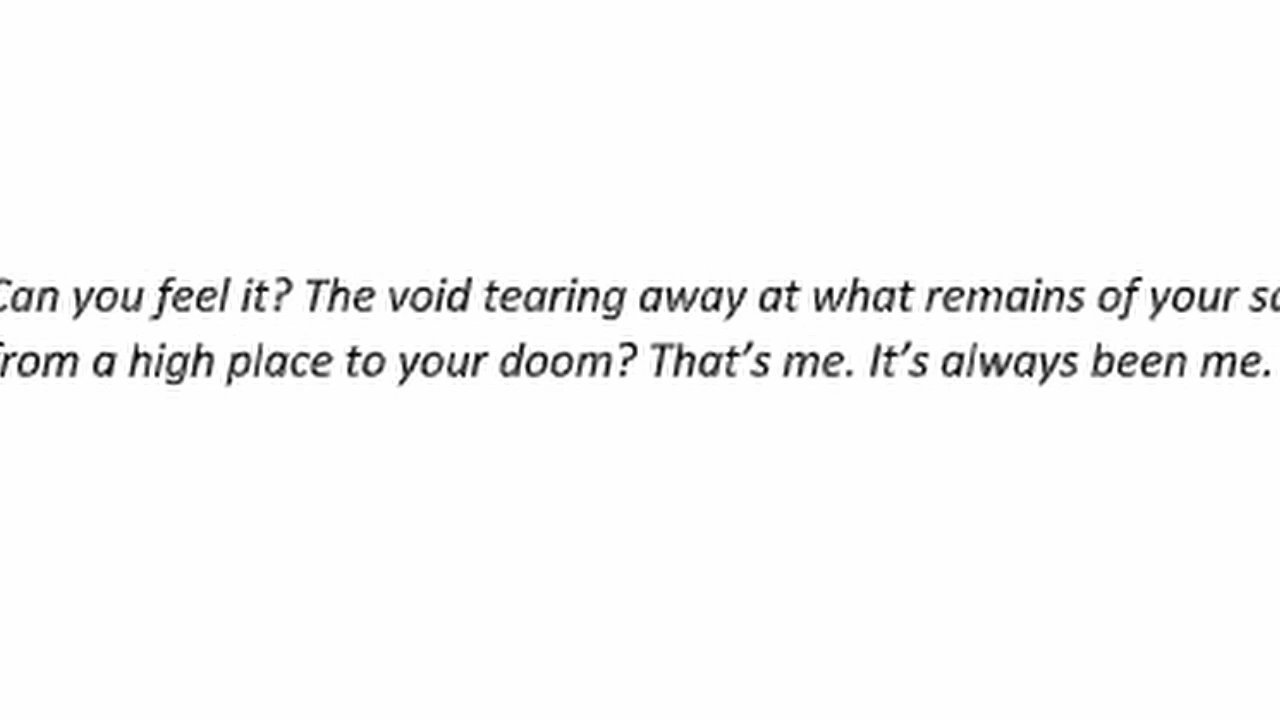 Can you feel it? The void tearing away at what remains of your
from a high place to your doom? That’s me. It’s always been me.